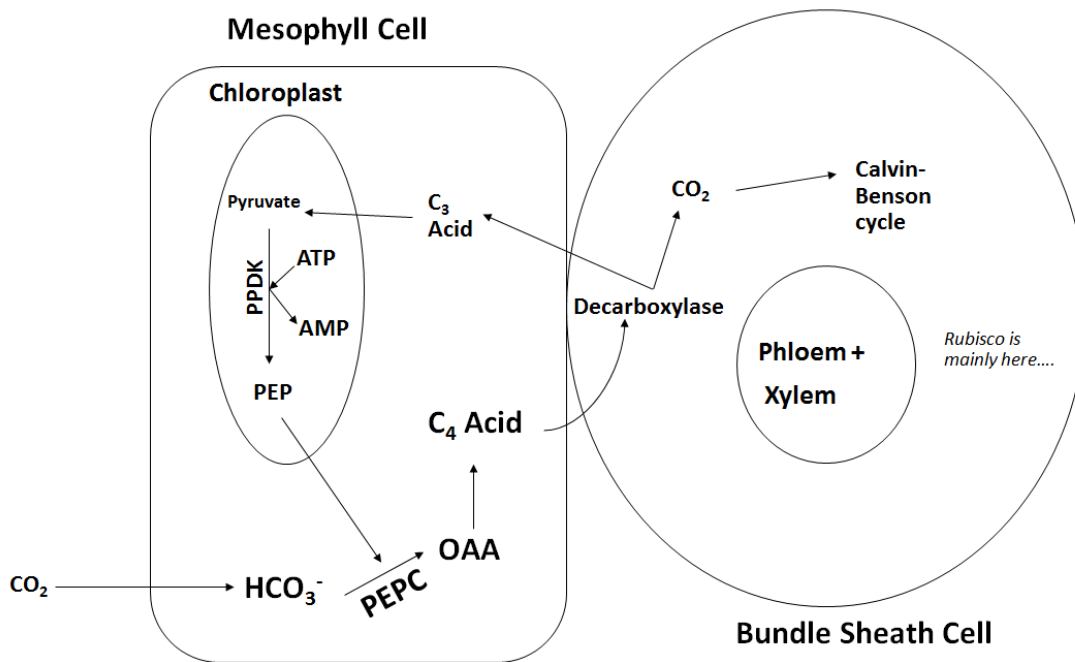 Mesophyll Cell
Chloroplast
Pyruvate
PPDK
ATP
AMP
PEP
C₃
Acid
C₄ Acid
OAA
PEPC
HCO₃⁻
CO₂
Decarboxylase
CO₂
Calvin-
Benson
cycle
Phloem +
Xylem
Rubisco is
mainly here....
Bundle Sheath Cell